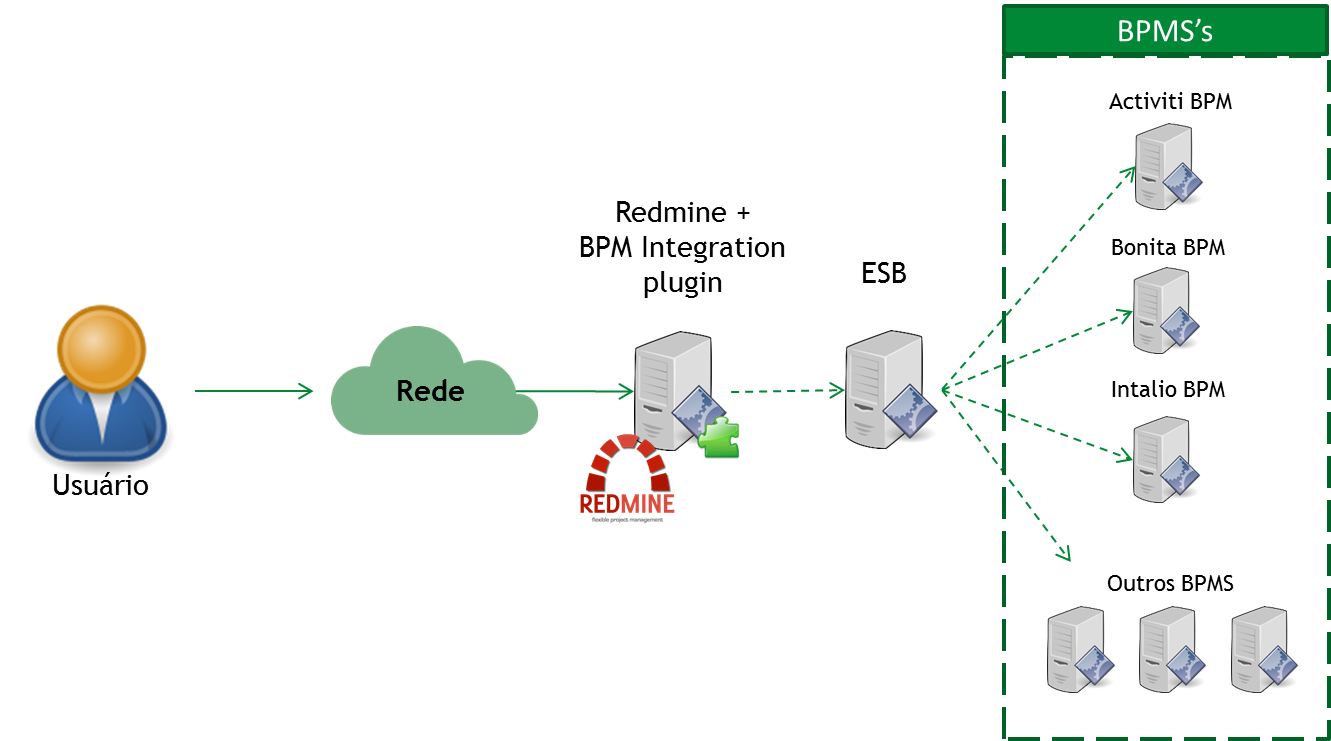 BPMS's
Activiti BPM
Redmine +
BPM Integration
plugin
ESB
Bonita BPM
Rede
Intalio BPM
Usuário
REDMINE
flexible project management
Outros BPMS